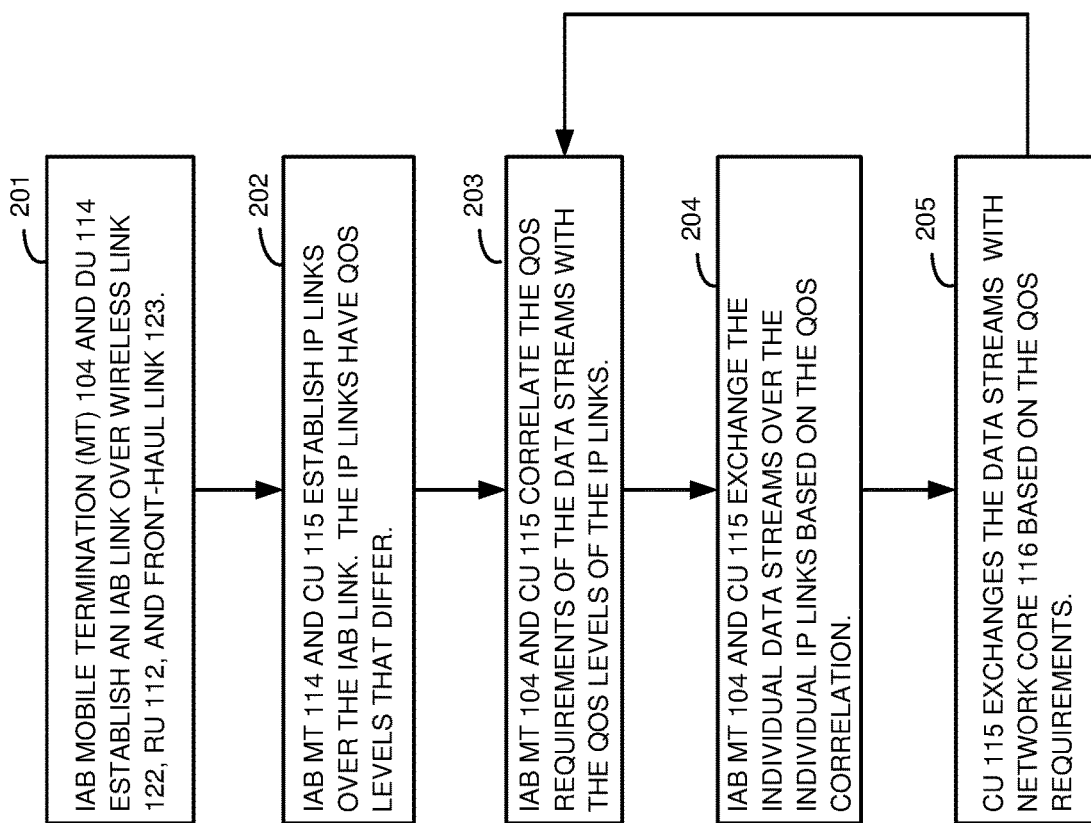 201
IAB MOBILE TERMINATION (MT) 104 AND DU 114
ESTABLISH AN IAB LINK OVER WIRELESS LINK
122, RU 112, AND FRONT-HAUL LINK 123.
202
IAB MT 114 AND CU 115 ESTABLISH IP LINKS
OVER THE IAB LINK. THE IP LINKS HAVE QOS
LEVELS THAT DIFFER.
203
IAB MT 104 AND CU 115 CORRELATE THE QOS
REQUIREMENTS OF THE DATA STREAMS WITH
THE QOS LEVELS OF THE IP LINKS.
204
IAB MT 104 AND CU 115 EXCHANGE THE
INDIVIDUAL DATA STREAMS OVER THE
INDIVIDUAL IP LINKS BASED ON THE QOS
CORRELATION.
205
CU 115 EXCHANGES THE DATA STREAMS WITH
NETWORK CORE 116 BASED ON THE QOS
REQUIREMENTS.